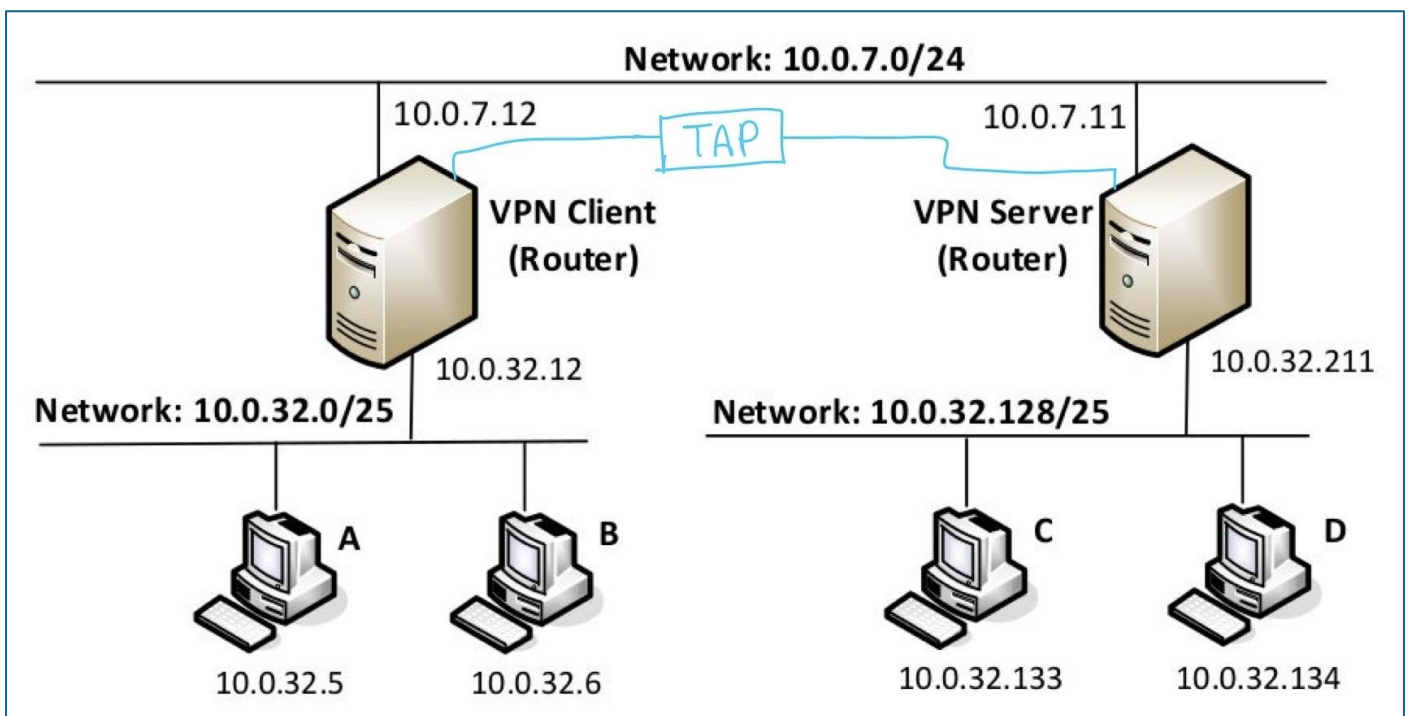 Network: 10.0.7.0/24
10.0.7.12
TAP
10.0.7.11
VPN Client
(Router)
VPN Server
(Router)
10.0.32.12
10.0.32.211
Network: 10.0.32.0/25
Network: 10.0.32.128/25
A
B
C
D
10.0.32.5
10.0.32.6
10.0.32.133
10.0.32.134